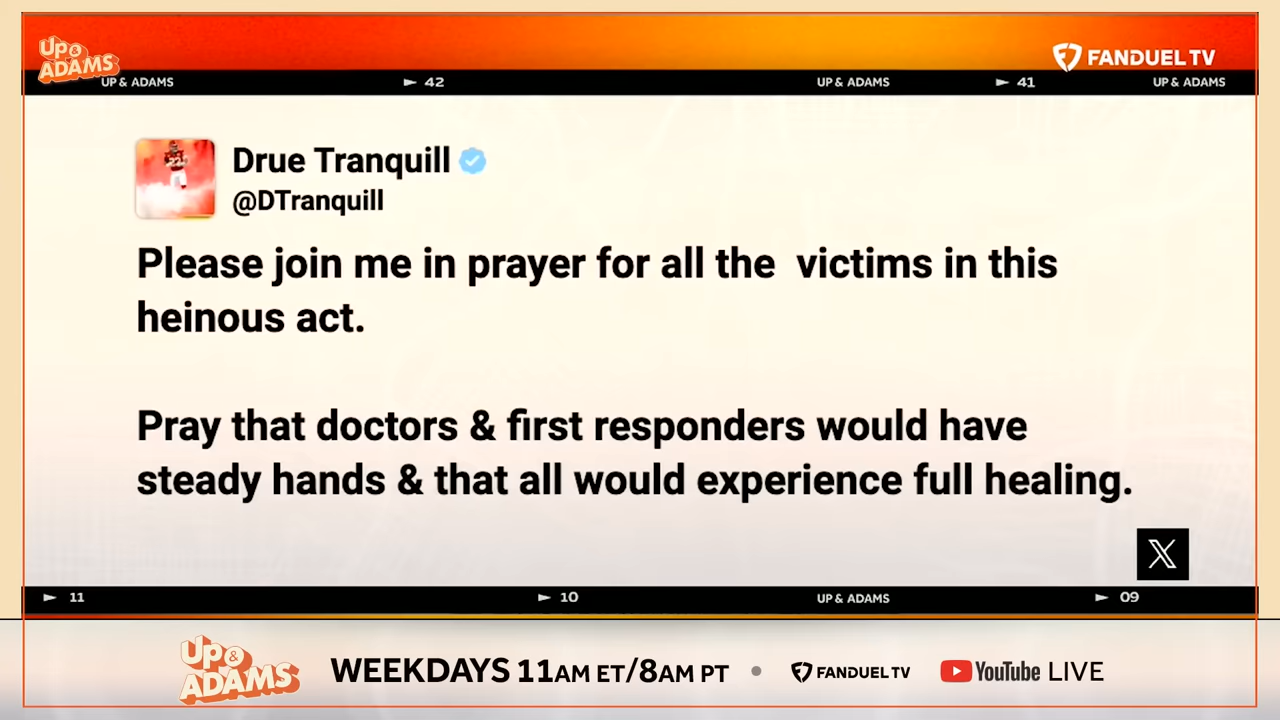 Up & ADAMS
FANDUEL TV
UP & ADAMS ► 42 UP & ADAMS ► 41 UP & ADAMS
Drue Tranquill
@DTranquill
Please join me in prayer for all the victims in this
heinous act.
Pray that doctors & first responders would have
steady hands & that all would experience full healing.
X
► 11 ► 10 UP & ADAMS ► 09
Up & ADAMS WEEKDAYS 11AM ET/8AM PT • FANDUEL TV YouTube LIVE